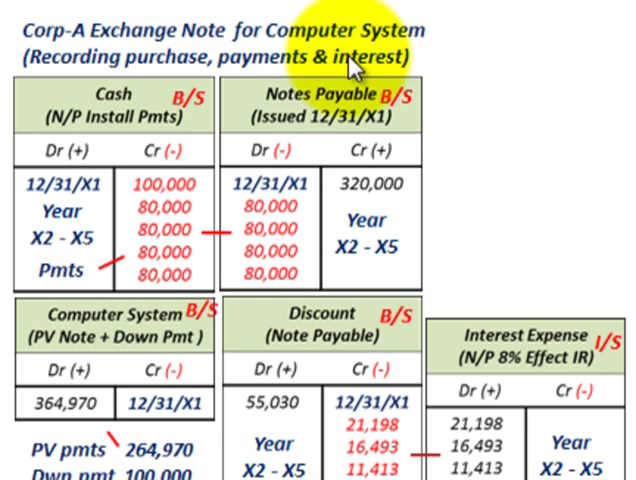 Corp-A Exchange Note for Computer System
(Recording purchase, payments & interest)
Cash B/S
(N/P Install Pmts)
Dr (+) Cr (-)
12/31/X1 100,000
Year 80,000
X2 - X5 80,000
80,000
Pmts 80,000
Notes Payable B/S
(Issued 12/31/X1)
Dr (-) Cr (+)
12/31/X1 320,000
80,000
80,000 Year
80,000 X2 - X5
80,000
Computer System B/S
(PV Note + Down Pmt )
Dr (+) Cr (-)
364,970 12/31/X1
PV pmts 264,970
Dwn pmt 100,000
Discount B/S
(Note Payable)
Dr (+) Cr (-)
55,030 12/31/X1
21,198
Year 16,493
X2 - X5 11,413
Interest Expense I/S
(N/P 8% Effect IR)
Dr (+) Cr (-)
21,198
16,493 Year
11,413 X2 - X5